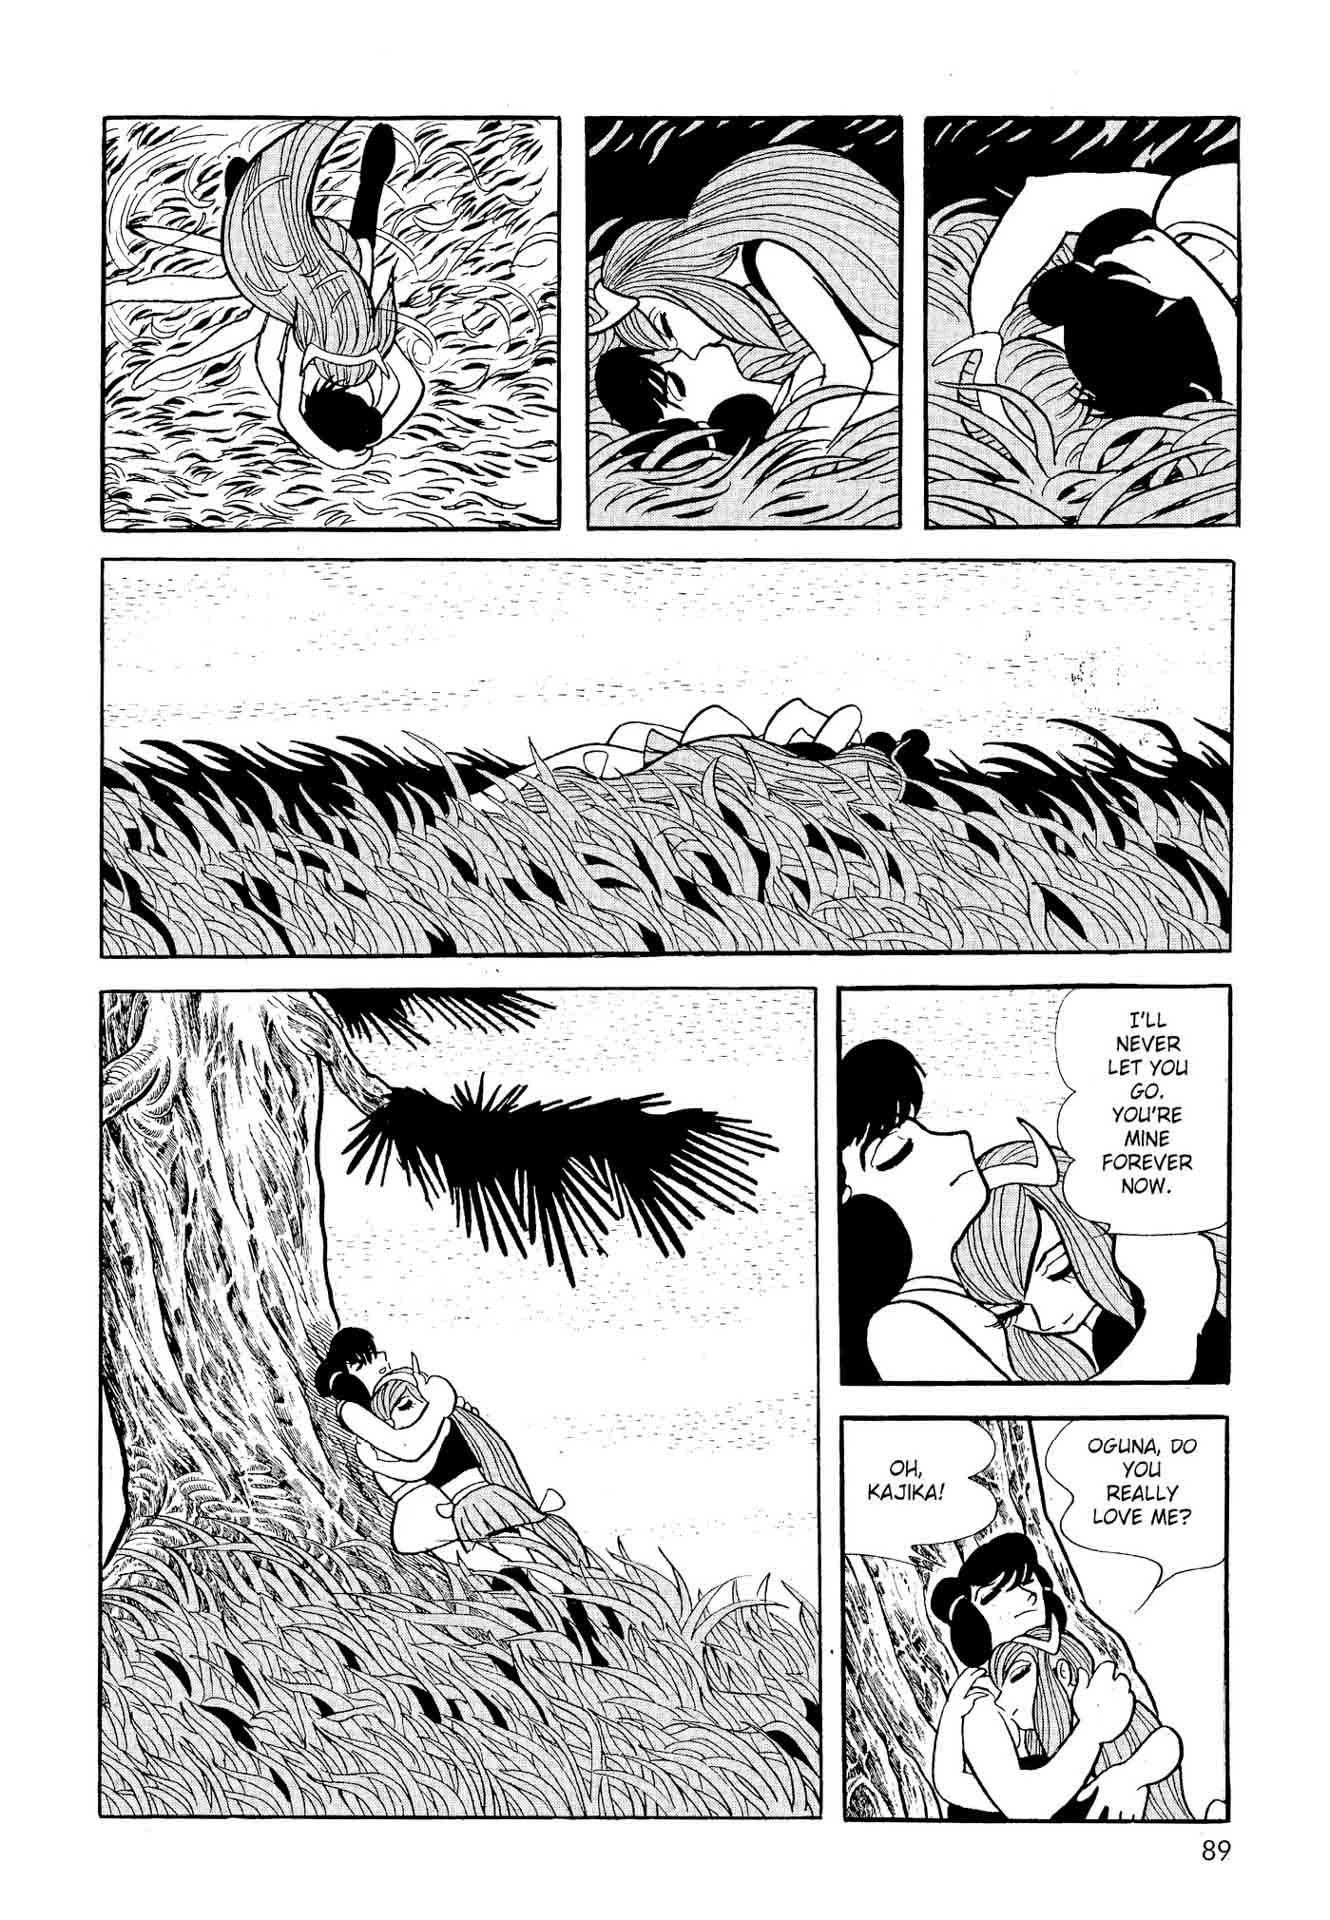 I'LL
NEVER
LET YOU
GO.
YOU'RE
MINE
FOREVER
NOW.
OH,
KAJIKA!
OGUNA, DO
YOU
REALLY
LOVE ME?
89